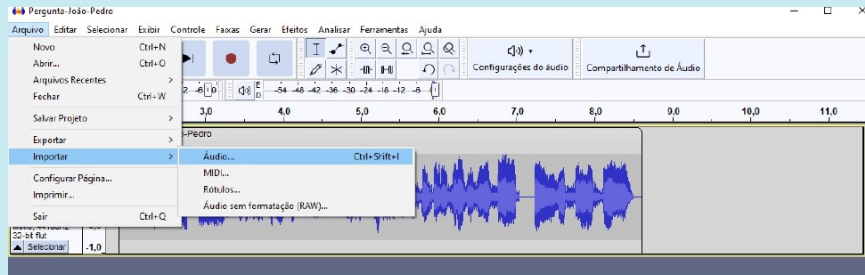 Pergunta-João-Pedro
Arquivo Editar Selecionar Exibir Controle Faixas Gerar Efeitos Analisar Ferramentas Ajuda
Novo Ctrl+N
Abrir... Ctrl+O
Arquivos Recentes >
Fechar Ctrl+W
Salvar Projeto >
Exportar >
Importar >
Configurar Página...
Imprimir...
Sair Ctrl+Q
Áudio... Ctrl+Shift+I
MIDI...
Rótulos...
Áudio sem formatação (RAW)...
Configurações do áudio
Compartilhamento de Áudio
-54 -48 -42 -36 -30 -24 -18 -12 -6
3,0 4,0 5,0 6,0 7,0 8,0 9,0 10,0 11,0
-Pedro
32-bit flut
Selecionar
-1,0